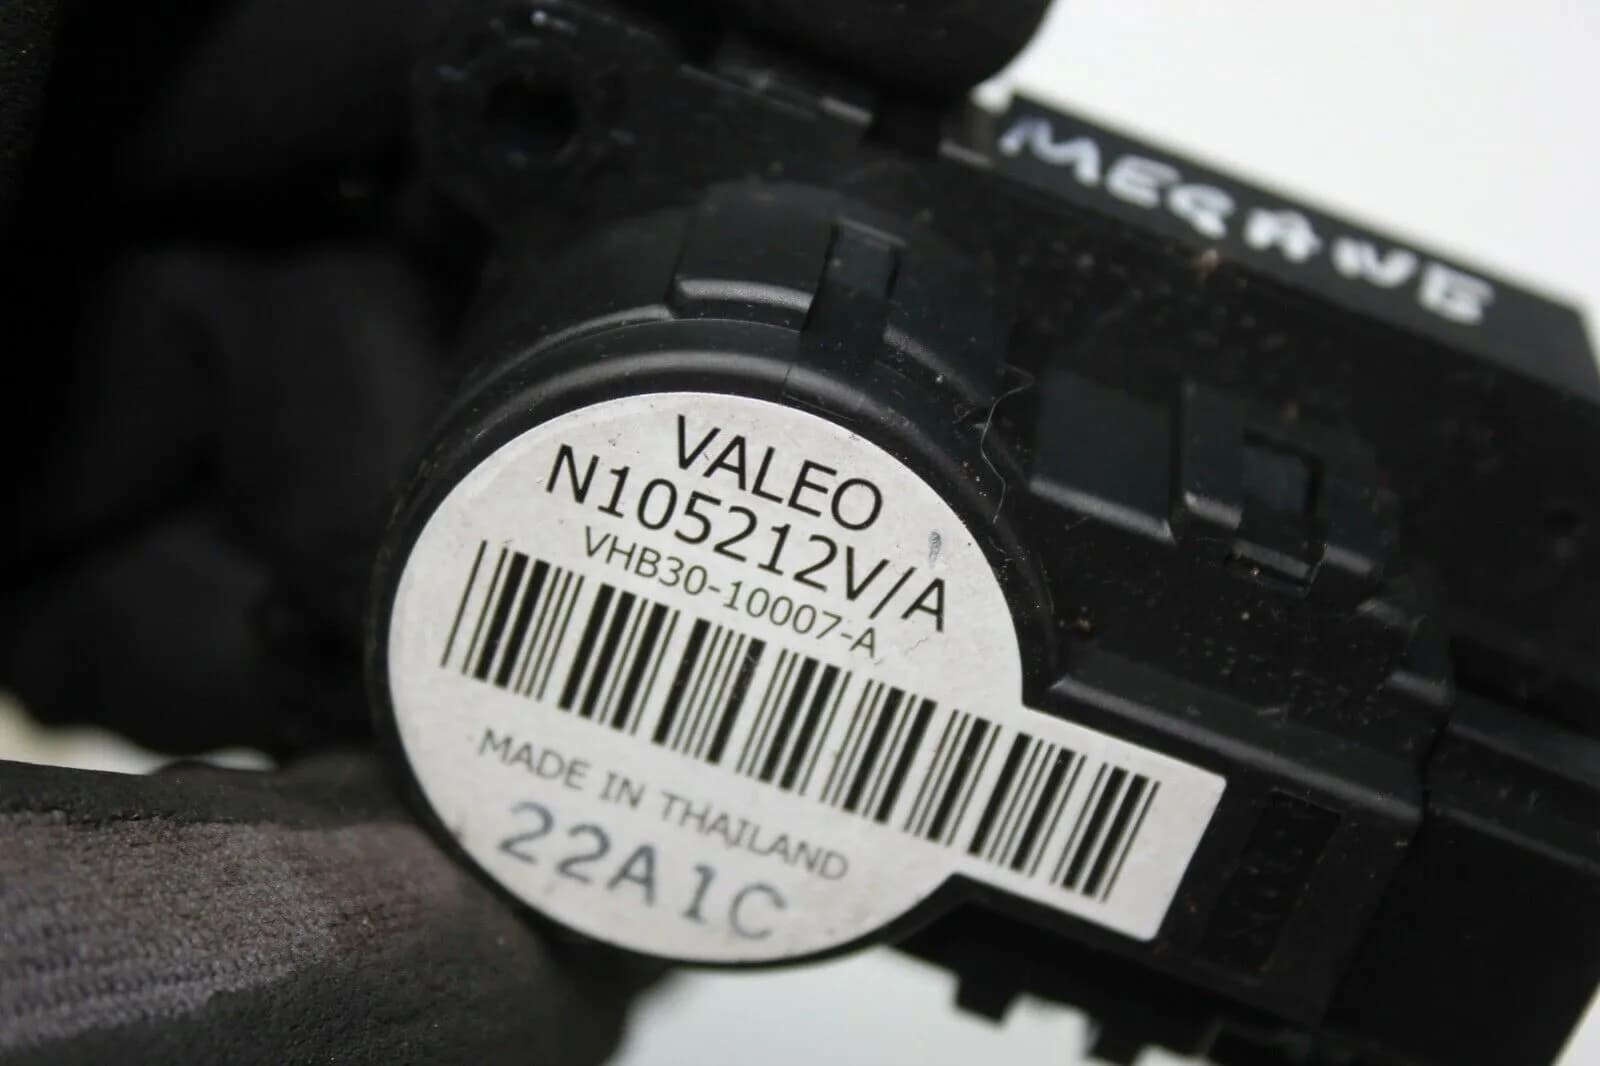 MEGANE
VALEO
N105212V/A
VHB30-10007-A
MADE IN THAILAND
22A1C